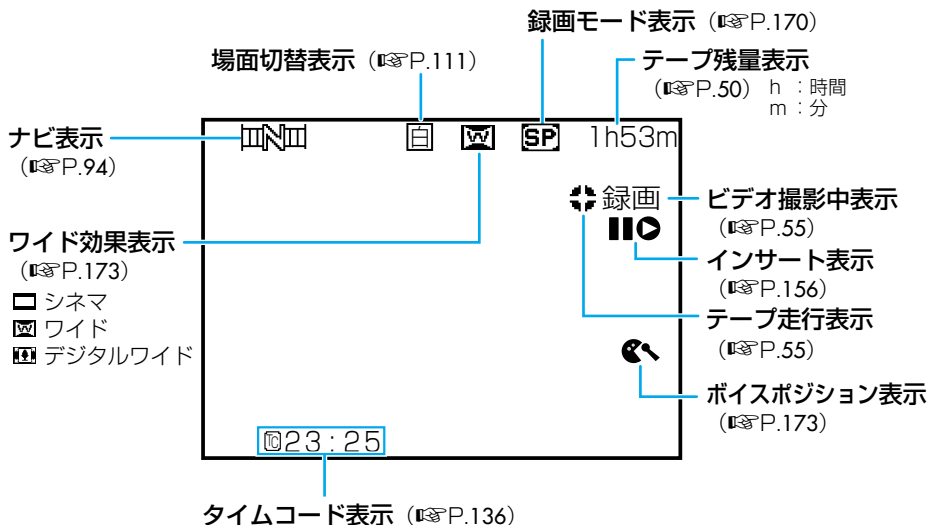 録画モード表示（☞P.170）
場面切替表示（☞P.111）
テープ残量表示
（☞P.50） h ：時間
m ：分
ナビ表示
（☞P.94）
N 白 W SP 1h53m
録画
ビデオ撮影中表示
（☞P.55）
ワイド効果表示
（☞P.173）
シネマ
W ワイド
デジタルワイド
インサート表示
（☞P.156）
テープ走行表示
（☞P.55）
ボイスポジション表示
（☞P.173）
TC 23:25
タイムコード表示（☞P.136）